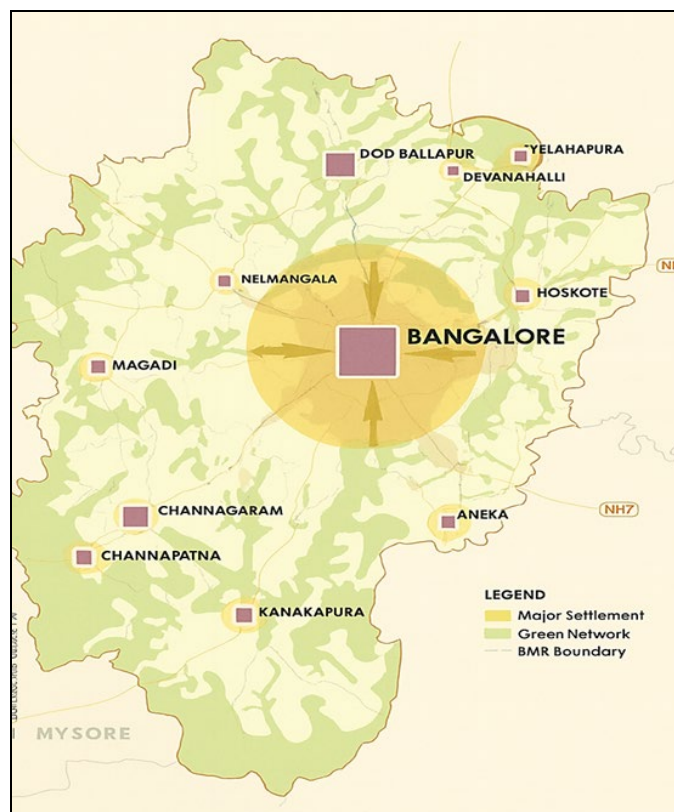 DOD BALLAPUR
YELAHAPURA
DEVANAHALLI
NELMANGALA
HOSKOTE
BANGALORE
MAGADI
CHANNAGARAM
NH7
ANEKA
CHANNAPATNA
KANAKAPURA
LEGEND
Major Settlement
Green Network
BMR Boundary
MYSORE